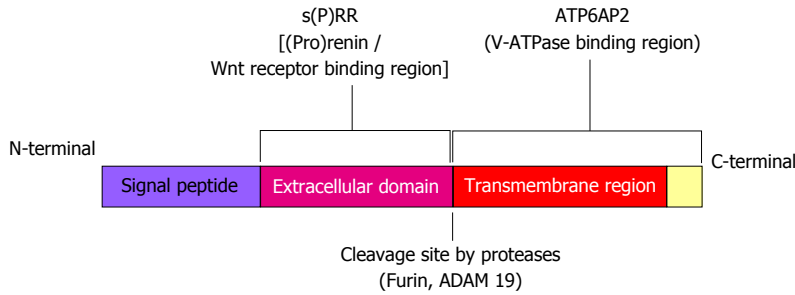 s(P)RR
[(Pro)renin /
Wnt receptor binding region]
ATP6AP2
(V-ATPase binding region)
N-terminal
C-terminal
Signal peptide
Extracellular domain
Transmembrane region
Cleavage site by proteases
(Furin, ADAM 19)